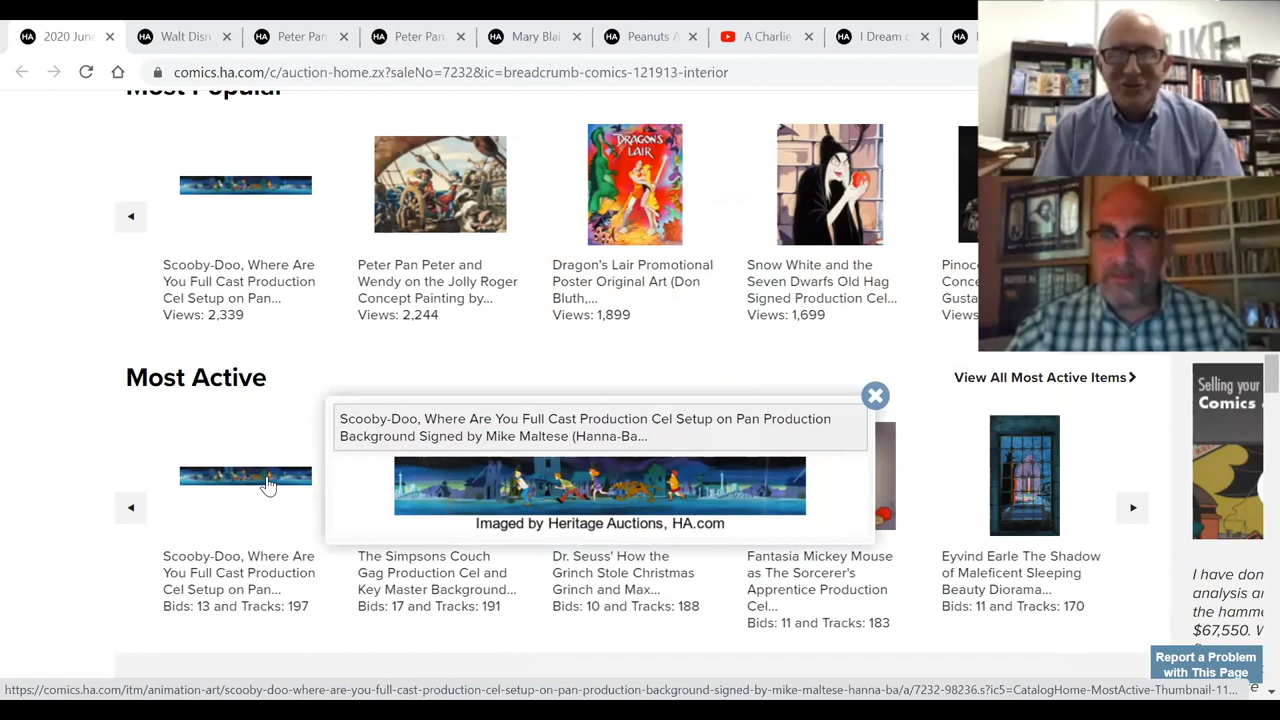 2020 June
Walt Disn
Peter Pan
Peter Pan
Mary Blai
Peanuts A
A Charlie
I Dream o
comics.ha.com/c/auction-home.zx?saleNo=7232&ic=breadcrumb-comics-121913-interior
Most Popular
DRAGON'S
LAIR
Scooby-Doo, Where Are
You Full Cast Production
Cel Setup on Pan...
Views: 2,339
Peter Pan Peter and
Wendy on the Jolly Roger
Concept Painting by...
Views: 2,244
Dragon's Lair Promotional
Poster Original Art (Don
Bluth,...
Views: 1,899
Snow White and the
Seven Dwarfs Old Hag
Signed Production Cel...
Views: 1,699
Pinoc
Conce
Gusta
Views
Most Active
View All Most Active Items
Scooby-Doo, Where Are You Full Cast Production Cel Setup on Pan Production
Background Signed by Mike Maltese (Hanna-Ba...
Imaged by Heritage Auctions, HA.com
Scooby-Doo, Where Are
You Full Cast Production
Cel Setup on Pan...
Bids: 13 and Tracks: 197
The Simpsons Couch
Gag Production Cel and
Key Master Background...
Bids: 17 and Tracks: 191
Dr. Seuss' How the
Grinch Stole Christmas
Grinch and Max...
Bids: 10 and Tracks: 188
Fantasia Mickey Mouse
as The Sorcerer's
Apprentice Production
Cel...
Bids: 11 and Tracks: 183
Eyvind Earle The Shadow
of Maleficent Sleeping
Beauty Diorama...
Bids: 11 and Tracks: 170
Selling your
Comics
I have don
analysis an
the hamme
$67,550. W
Report a Problem
with This Page
https://comics.ha.com/itm/animation-art/scooby-doo-where-are-you-full-cast-production-cel-setup-on-pan-production-background-signed-by-mike-maltese-hanna-ba/a/7232-98236.s?ic5=CatalogHome-MostActive-Thumbnail-11...